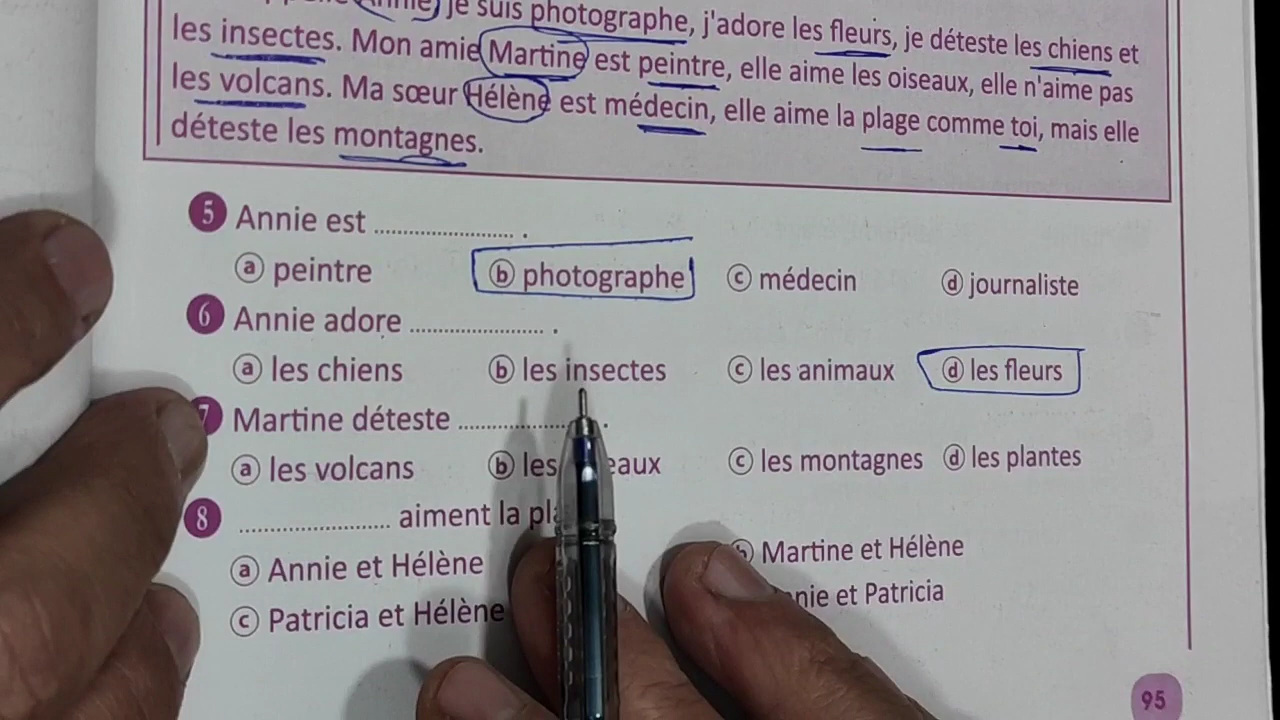 Annie, je suis photographe, j'adore les fleurs, je déteste les chiens et
les insectes. Mon amie Martine est peintre, elle aime les oiseaux, elle n'aime pas
les volcans. Ma sœur Hélène est médecin, elle aime la plage comme toi, mais elle
déteste les montagnes.
5 Annie est ........................ .
a peintre b photographe c médecin d journaliste
6 Annie adore ........................ .
a les chiens b les insectes c les animaux d les fleurs
7 Martine déteste ........................ .
a les volcans b les c les montagnes d les plantes
8 ........................ aiment la
a Annie et Hélène b Martine et Hélène
c Patricia et Hélène et Patricia
95